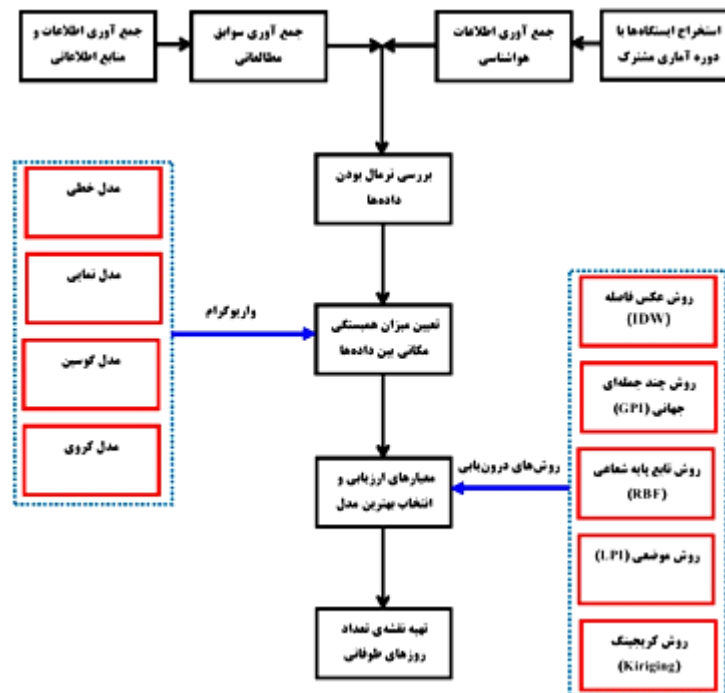 استخراج ایستگاه‌ها با
دوره آماری مشترک
جمع آوری اطلاعات
هواشناسی
جمع آوری سوابق
مطالعاتی
جمع آوری اطلاعات و
منابع اطلاعاتی
بررسی نرمال بودن
داده‌ها
مدل خطی
مدل نمایی
مدل گوسین
مدل کروی
واریوگرام
تعیین میزان همبستگی
مکانی بین داده‌ها
روش عکس فاصله
(IDW)
روش چند جمله‌ای
جهانی (GPI)
روش تابع پایه شعاعی
(RBF)
روش موضعی (LPI)
روش کریجینگ
(Kiriging)
روش‌های درون‌یابی
معیارهای ارزیابی و
انتخاب بهترین مدل
تهیه نقشه‌ی تعداد
روزهای طوفانی